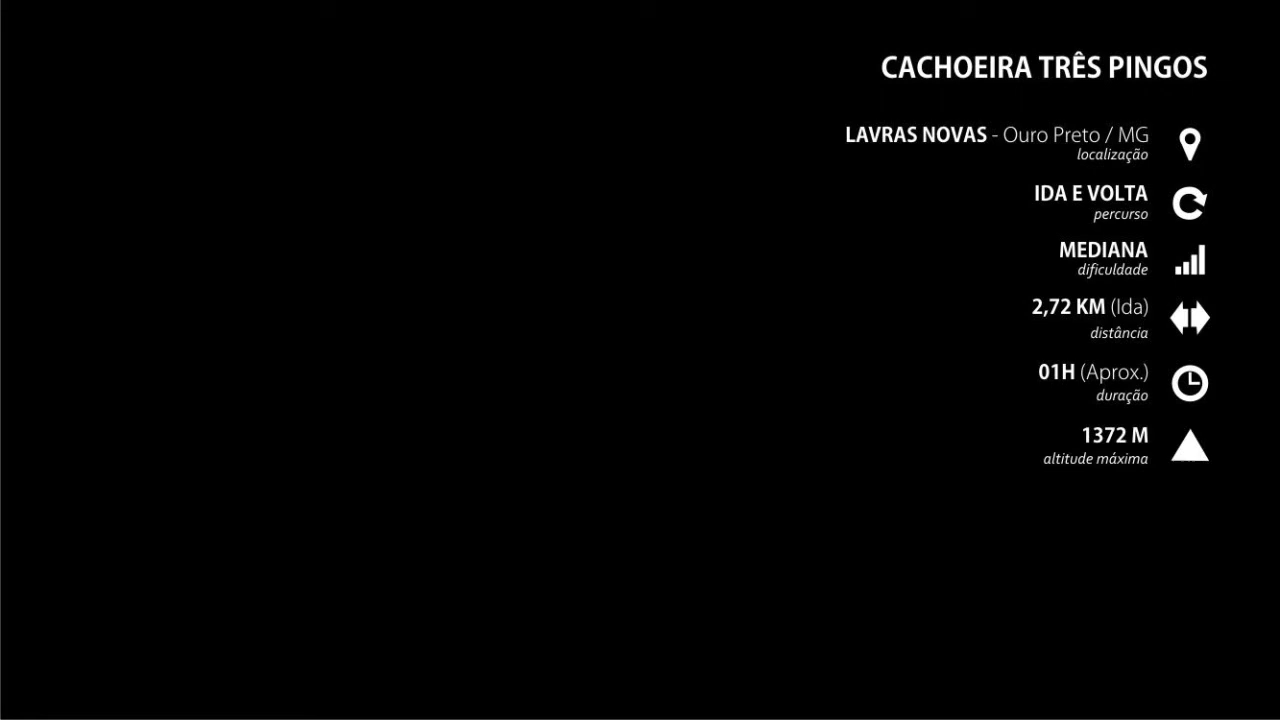 CACHOEIRA TRÊS PINGOS
LAVRAS NOVAS - Ouro Preto / MG
localização
IDA E VOLTA
percurso
MEDIANA
dificuldade
2,72 KM (Ida)
distância
01H (Aprox.)
duração
1372 M
altitude máxima